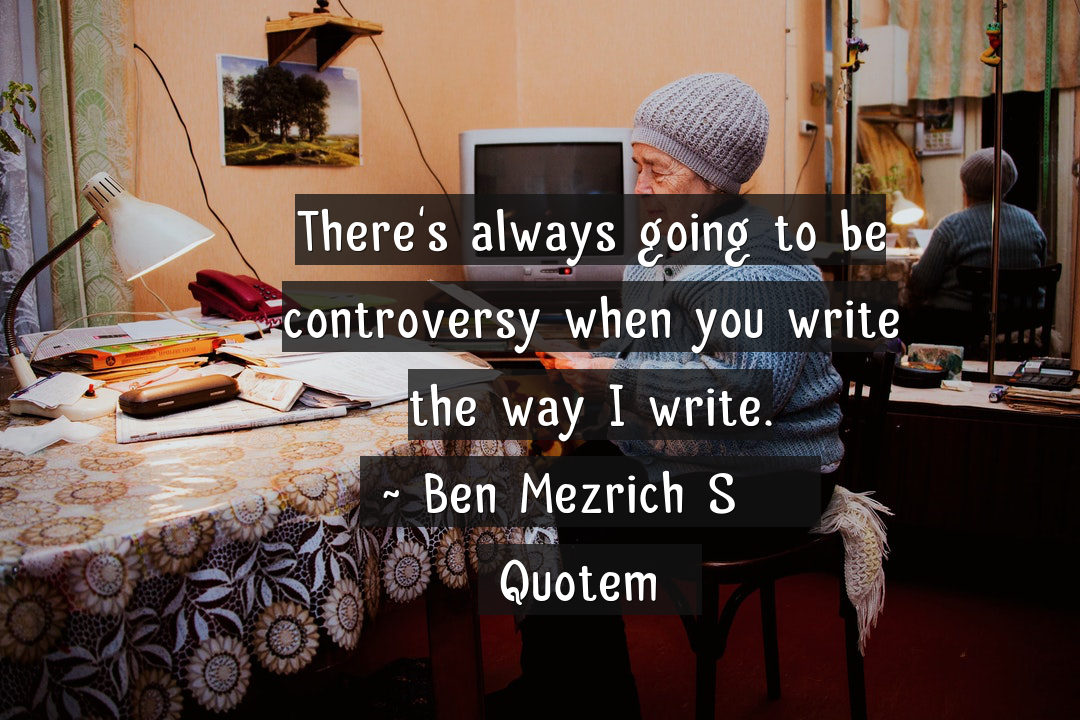 There's always going to be
controversy when you write
the way I write.
~ Ben Mezrich S
Quotem